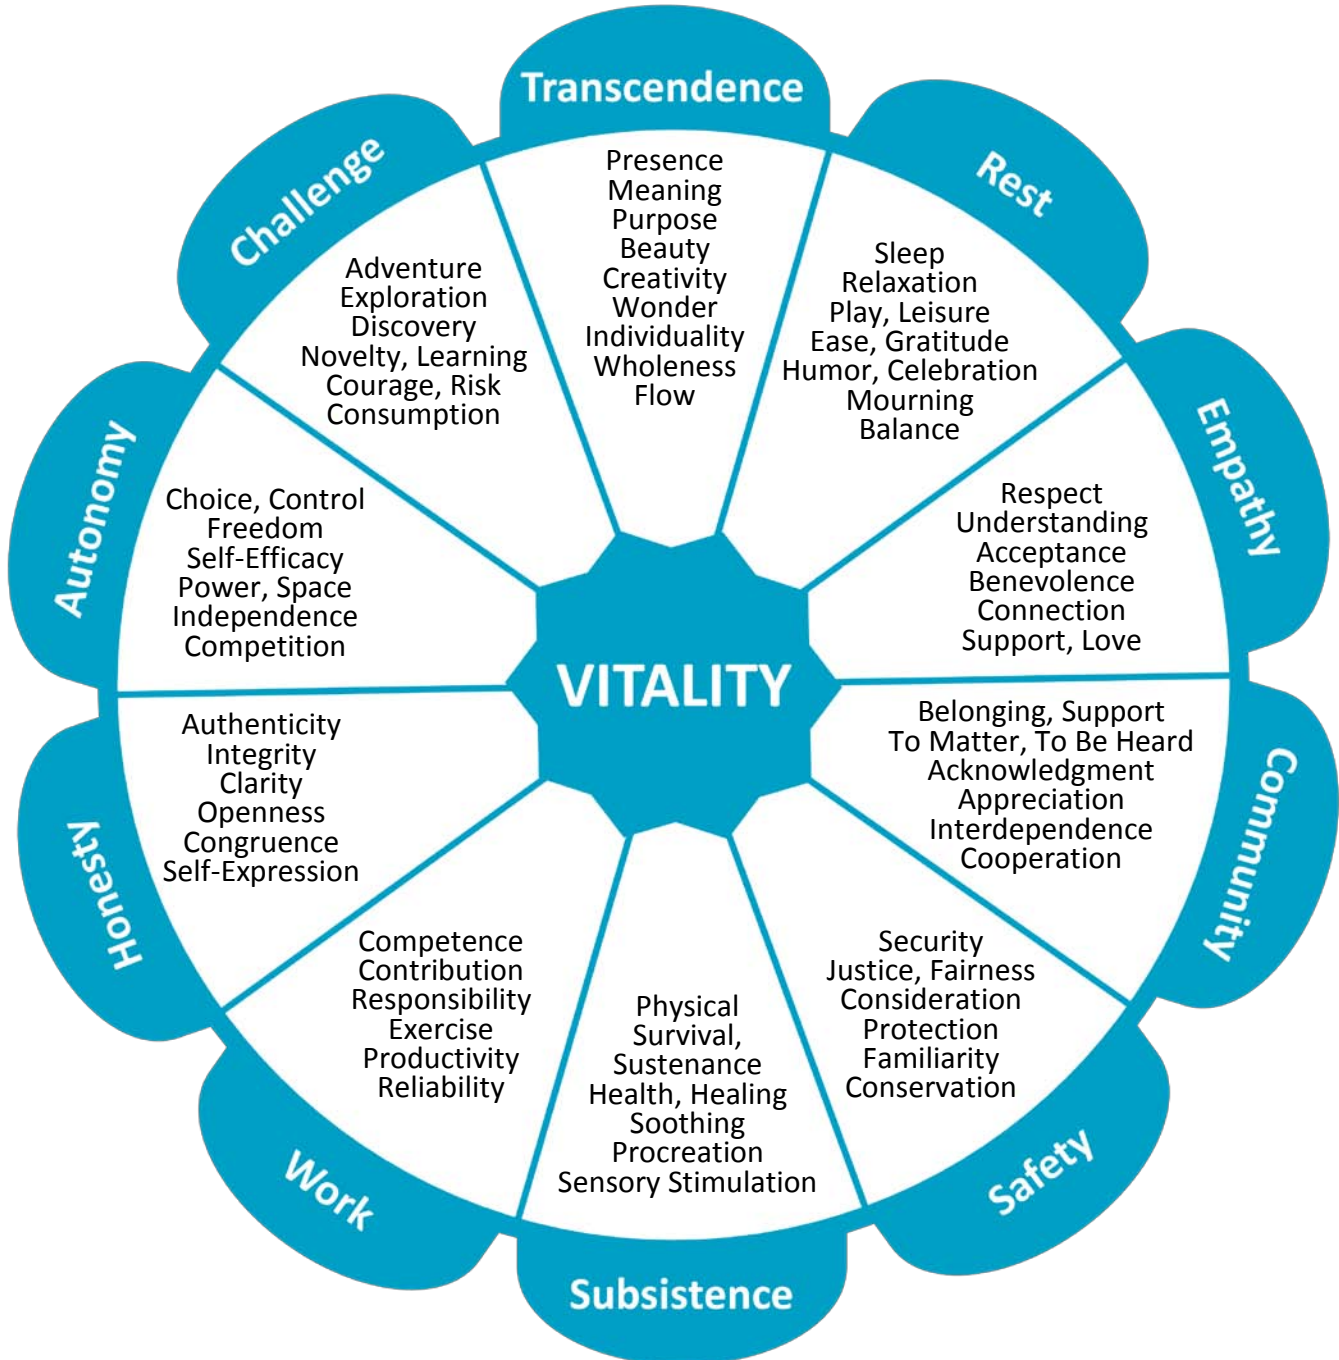 Transcendence
Presence
Meaning
Purpose
Beauty
Creativity
Wonder
Individuality
Wholeness
Flow
Rest
Sleep
Relaxation
Play, Leisure
Ease, Gratitude
Humor, Celebration
Mourning
Balance
Empathy
Respect
Understanding
Acceptance
Benevolence
Connection
Support, Love
Community
Belonging, Support
To Matter, To Be Heard
Acknowledgment
Appreciation
Interdependence
Cooperation
Safety
Security
Justice, Fairness
Consideration
Protection
Familiarity
Conservation
Subsistence
Physical
Survival,
Sustenance
Health, Healing
Soothing
Procreation
Sensory Stimulation
Work
Competence
Contribution
Responsibility
Exercise
Productivity
Reliability
Honesty
Authenticity
Integrity
Clarity
Openness
Congruence
Self-Expression
Autonomy
Choice, Control
Freedom
Self-Efficacy
Power, Space
Independence
Competition
Challenge
Adventure
Exploration
Discovery
Novelty, Learning
Courage, Risk
Consumption
VITALITY